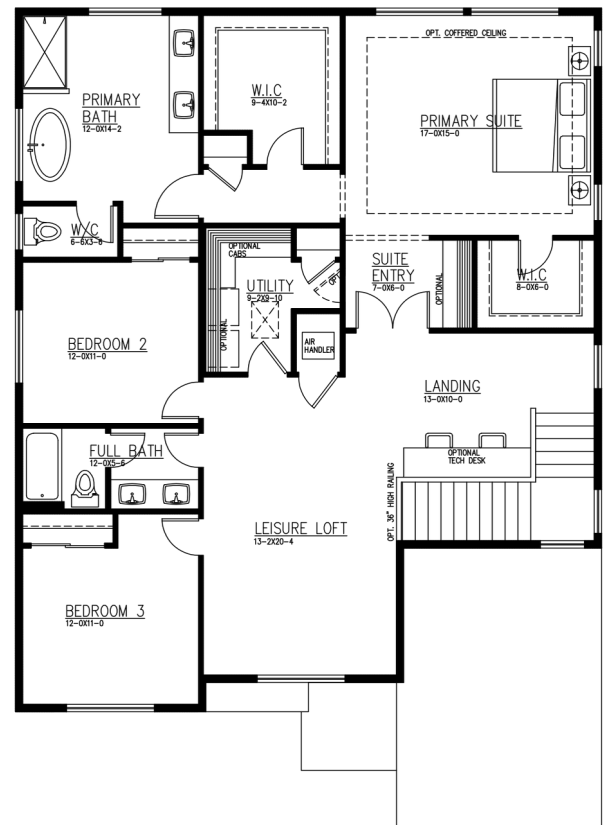 OPT. COFFERED CEILING
PRIMARY
BATH
12-0X14-2
W.I.C
9-4X10-2
PRIMARY SUITE
17-0X15-0
W/C
6-6X3-6
OPTIONAL
CABS
UTILITY
9-2X9-10
OPTIONAL
OPT.
SUITE
ENTRY
7-0X6-0
OPTIONAL
W.I.C
8-0X6-0
AIR
HANDLER
BEDROOM 2
12-0X11-0
LANDING
13-0X10-0
FULL BATH
12-0X5-6
OPTIONAL
TECH DESK
OPT. 36" HIGH RAILING
LEISURE LOFT
13-2X20-4
BEDROOM 3
12-0X11-0